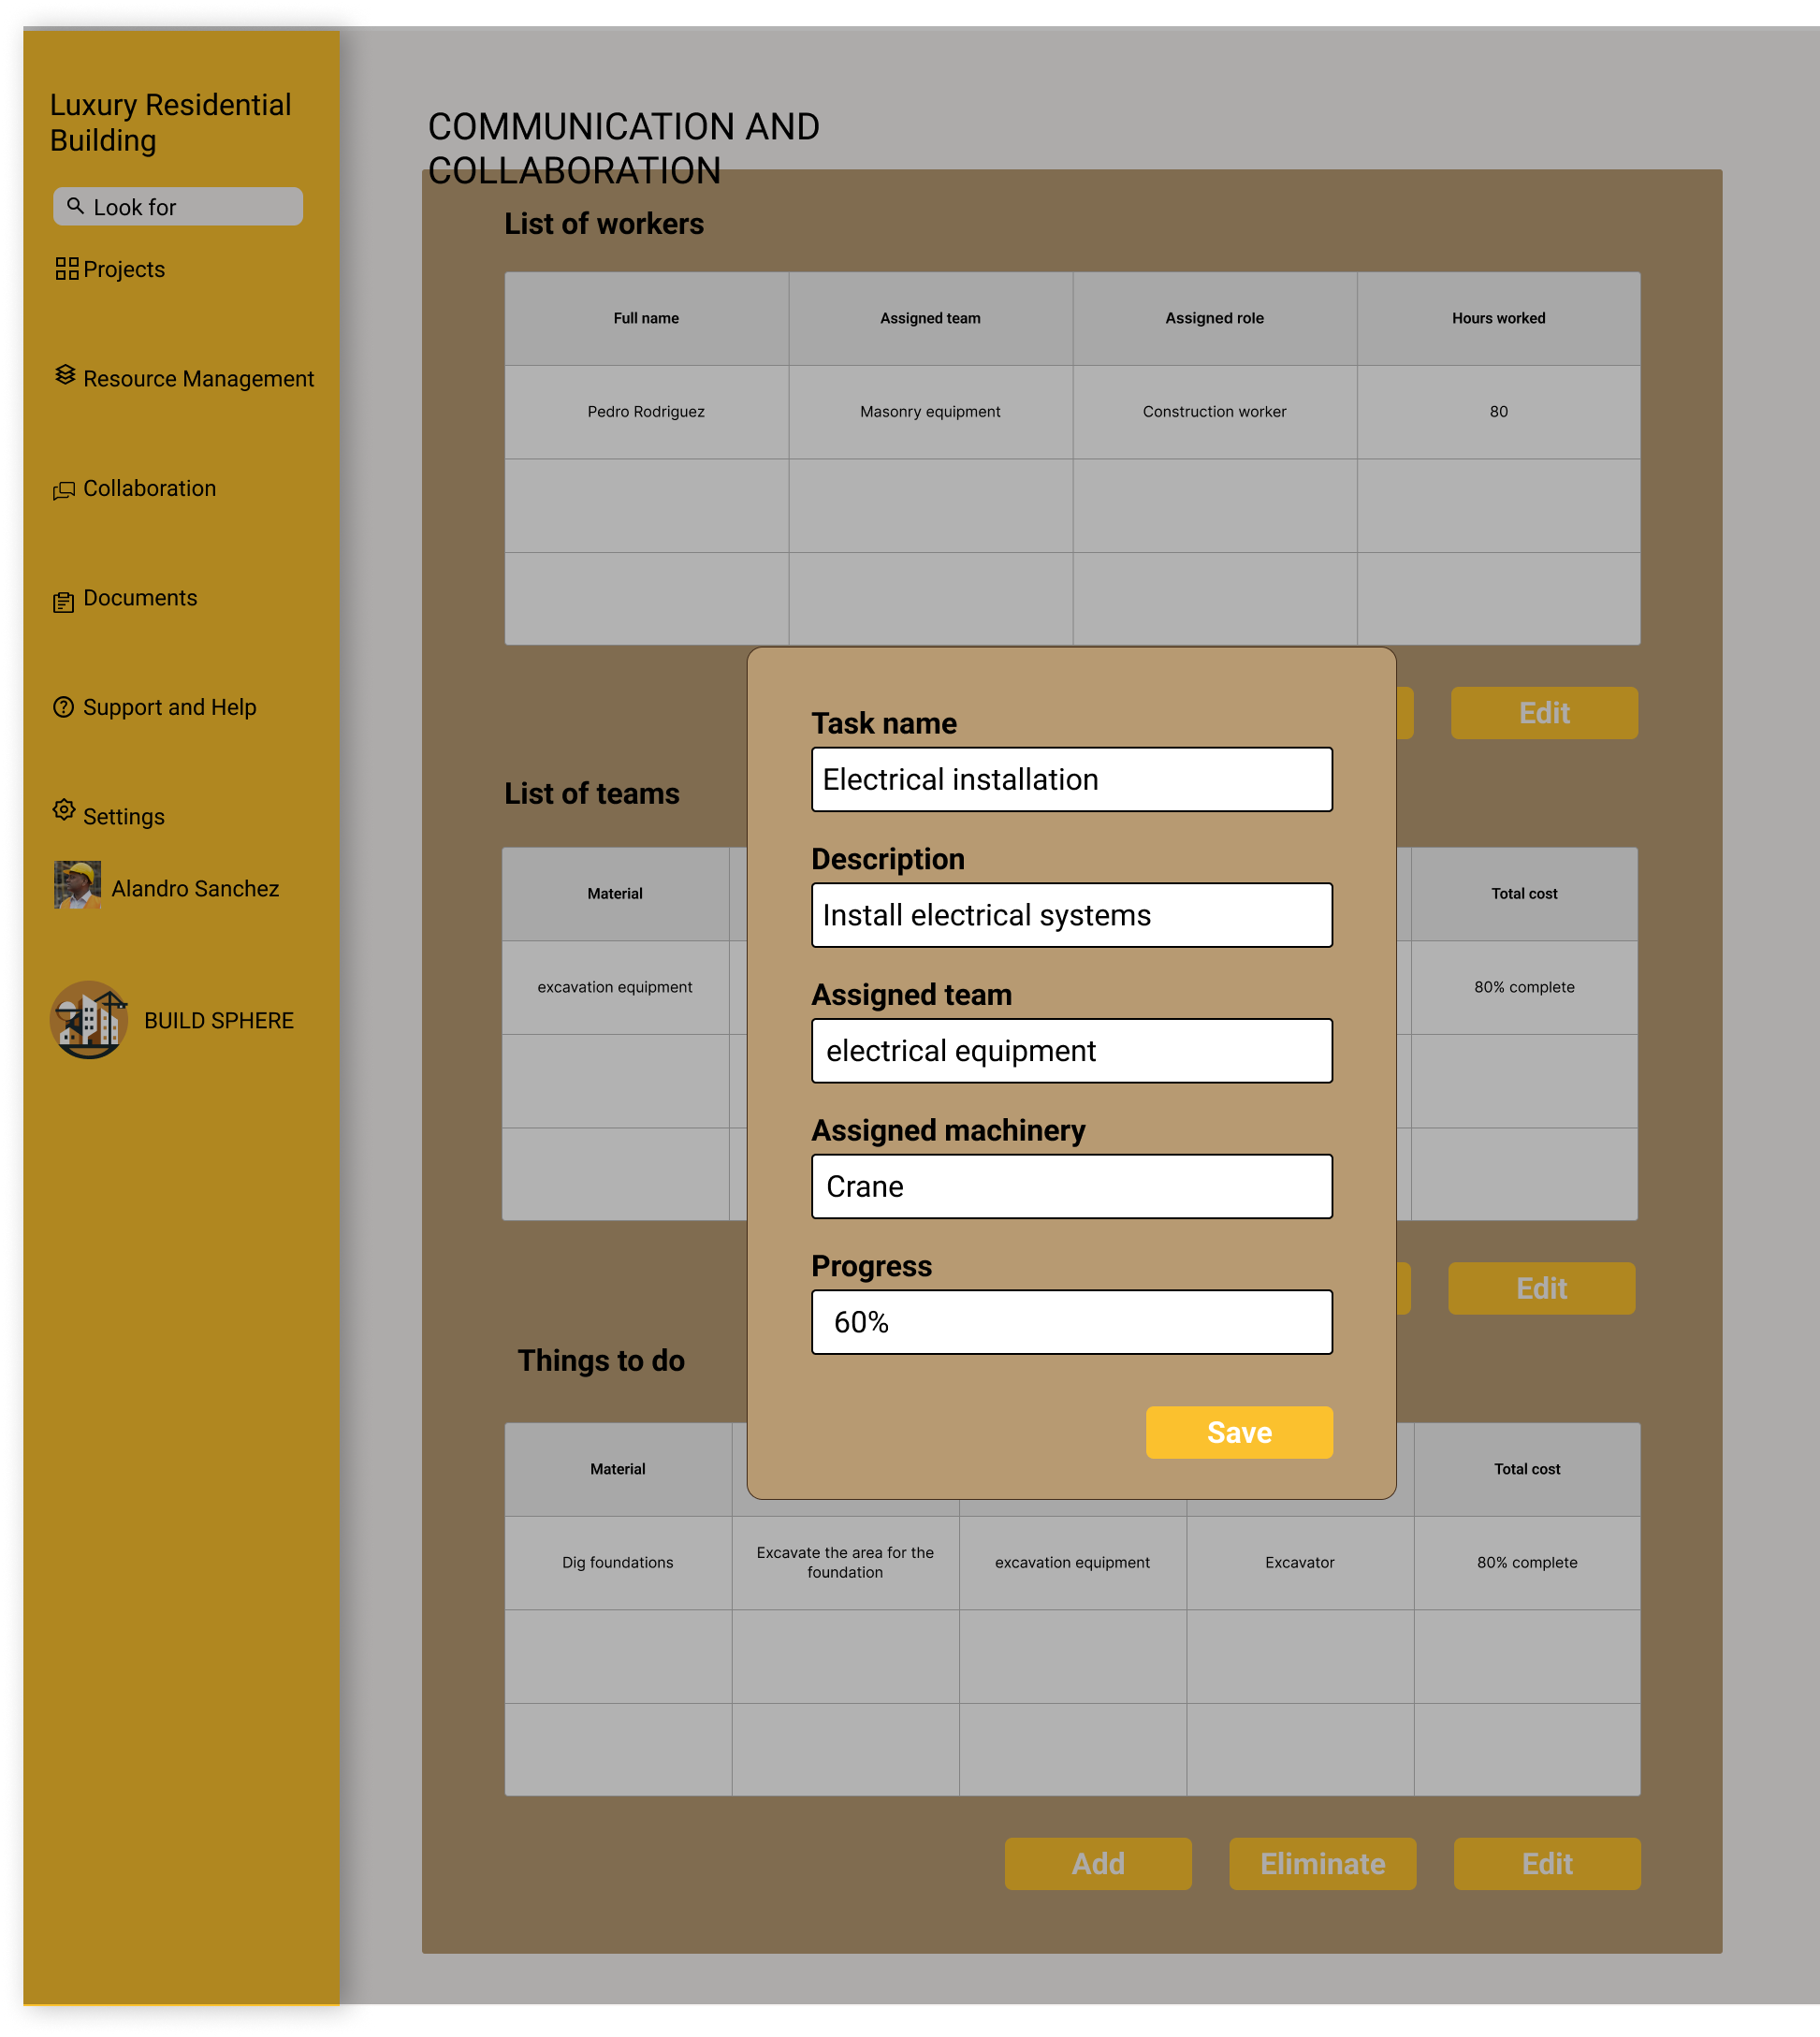 Luxury Residential
Building
Look for
Projects
Resource Management
Collaboration
Documents
Support and Help
Settings
Alandro Sanchez
BUILD SPHERE
COMMUNICATION AND
COLLABORATION
List of workers
Full name Assigned team Assigned role Hours worked
Pedro Rodriguez Masonry equipment Construction worker 80
Edit
List of teams
Material Total cost
excavation equipment 80% complete
Edit
Task name
Electrical installation
Description
Install electrical systems
Assigned team
electrical equipment
Assigned machinery
Crane
Progress
60%
Save
Things to do
Material Total cost
Dig foundations Excavate the area for the
foundation excavation equipment Excavator 80% complete
Add Eliminate Edit